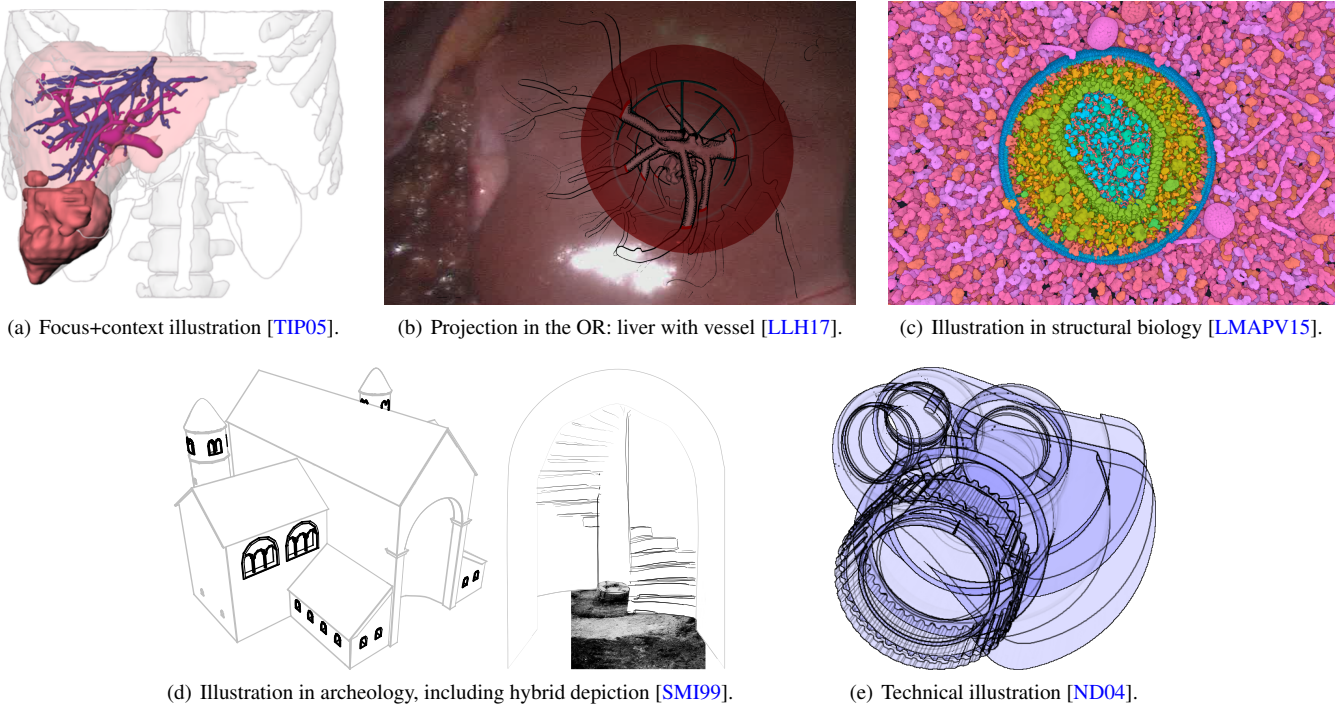 (a) Focus+context illustration [TIP05].
(b) Projection in the OR: liver with vessel [LLH17].
(c) Illustration in structural biology [LMAPV15].
(d) Illustration in archeology, including hybrid depiction [SMI99].
(e) Technical illustration [ND04].